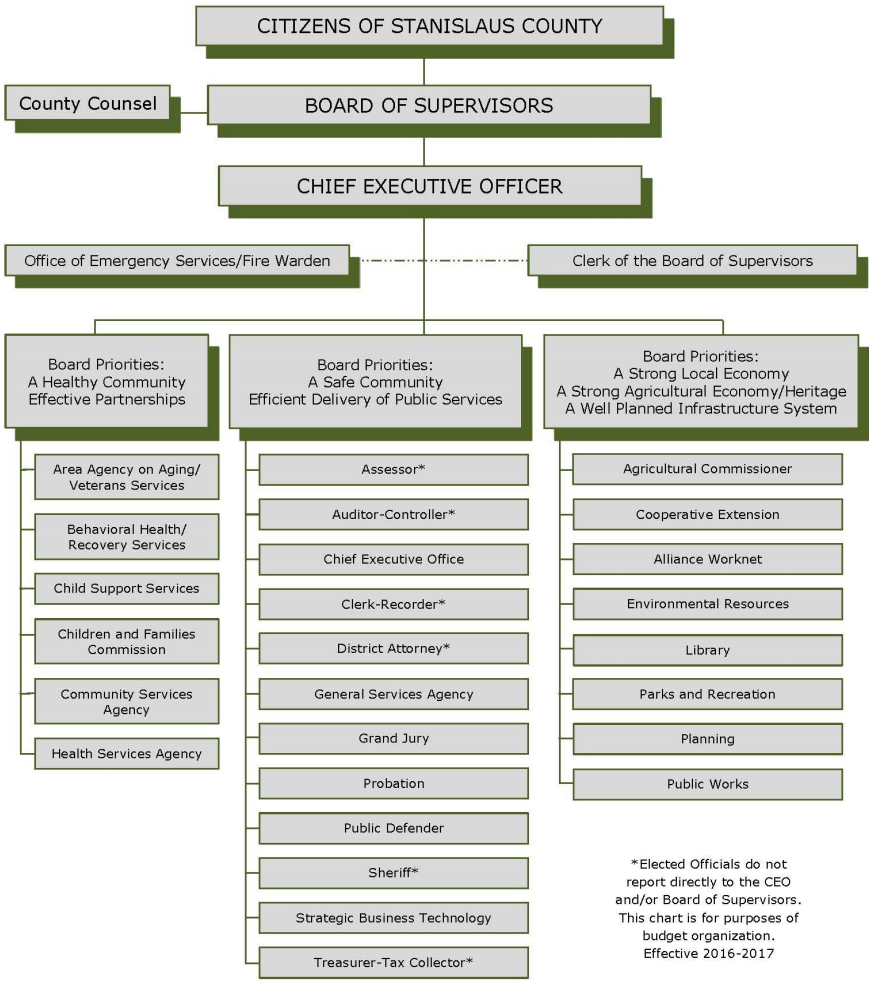 CITIZENS OF STANISLAUS COUNTY
County Counsel
BOARD OF SUPERVISORS
CHIEF EXECUTIVE OFFICER
Office of Emergency Services/Fire Warden
Clerk of the Board of Supervisors
Board Priorities:
A Healthy Community
Effective Partnerships
Area Agency on Aging/
Veterans Services
Behavioral Health/
Recovery Services
Child Support Services
Children and Families
Commission
Community Services
Agency
Health Services Agency
Board Priorities:
A Safe Community
Efficient Delivery of Public Services
Assessor*
Auditor-Controller*
Chief Executive Office
Clerk-Recorder*
District Attorney*
General Services Agency
Grand Jury
Probation
Public Defender
Sheriff*
Strategic Business Technology
Treasurer-Tax Collector*
Board Priorities:
A Strong Local Economy
A Strong Agricultural Economy/Heritage
A Well Planned Infrastructure System
Agricultural Commissioner
Cooperative Extension
Alliance Worknet
Environmental Resources
Library
Parks and Recreation
Planning
Public Works
*Elected Officials do not
report directly to the CEO
and/or Board of Supervisors.
This chart is for purposes of
budget organization.
Effective 2016-2017